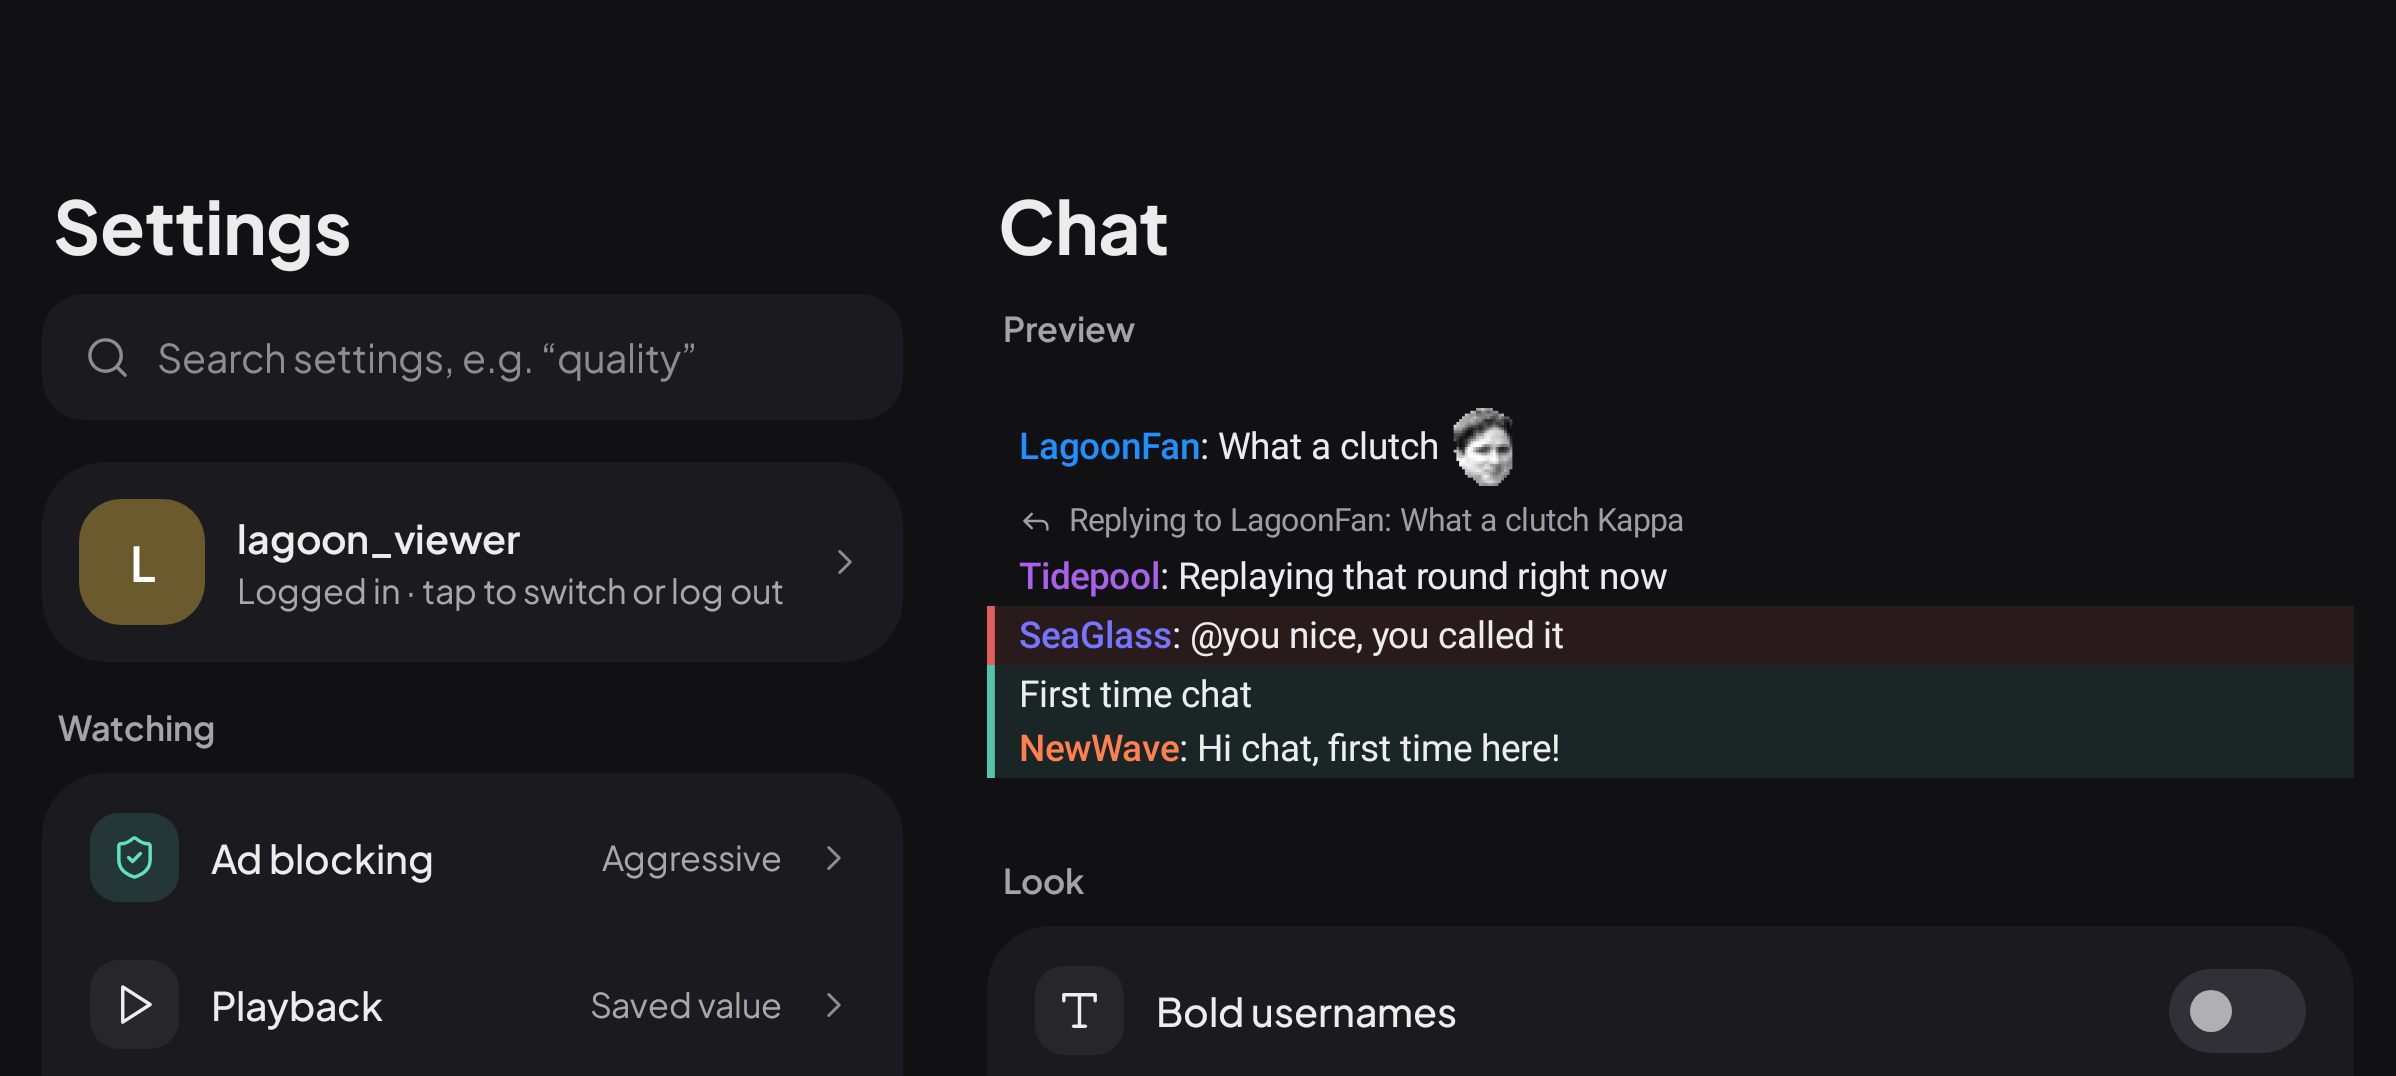 Settings
Search settings, e.g. “quality”
L
lagoon_viewer
Logged in · tap to switch or log out
Watching
Ad blocking
Aggressive
Playback
Saved value
Chat
Preview
LagoonFan: What a clutch
Replying to LagoonFan: What a clutch Kappa
Tidepool: Replaying that round right now
SeaGlass: @you nice, you called it
First time chat
NewWave: Hi chat, first time here!
Look
Bold usernames